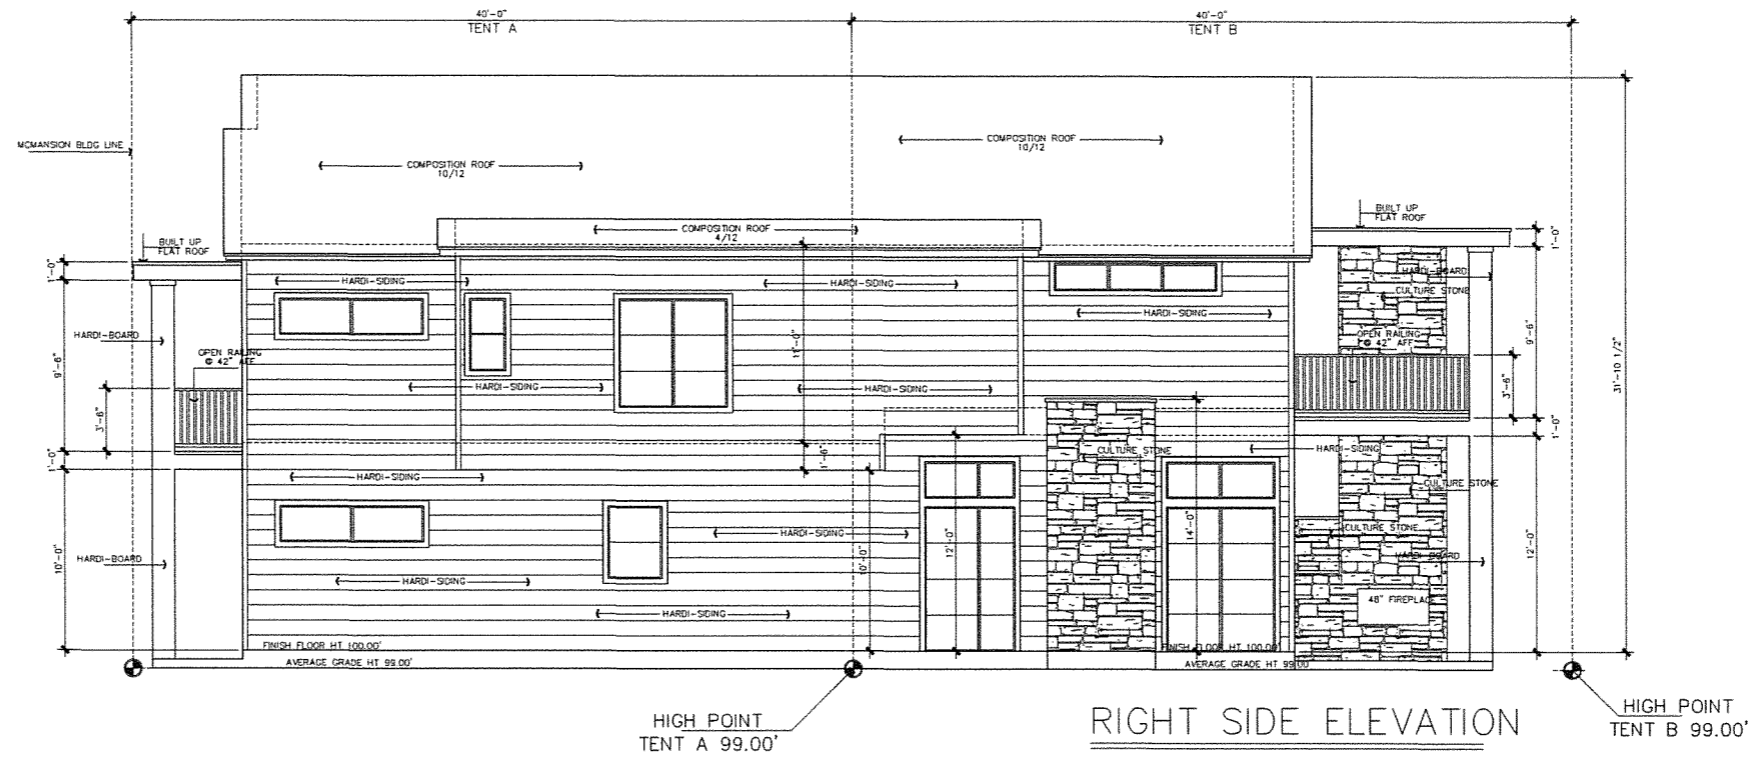 40'-0"
TENT A
40'-0"
TENT B
MCMANSION BLDG LINE
COMPOSITION ROOF
10/12
COMPOSITION ROOF
10/12
BUILT UP
FLAT ROOF
COMPOSITION ROOF
4/12
BUILT UP
FLAT ROOF
1'-0"
1'-0"
HARDI-SIDING
HARDI-SIDING
HARDI-SIDING
HARDI-BOARD
CULTURE STONE
HARDI-BOARD
OPEN RAILING
@ 42" AFF
OPEN RAILING
@ 42" AFF
9'-6"
3'-6"
11'-0"
9'-6"
3'-6"
31'-10 1/2"
HARDI-SIDING
HARDI-SIDING
1'-0"
1'-6"
1'-0"
HARDI-SIDING
CULTURE STONE
HARDI-SIDING
CULTURE STONE
HARDI-SIDING
CULTURE STONE
10'-0"
10'-0"
12'-0"
14'-0"
12'-0"
HARDI-BOARD
HARDI-BOARD
HARDI-SIDING
HARDI-SIDING
48" FIREPLACE
FINISH FLOOR HT 100.00'
FINISH FLOOR HT 100.00'
AVERAGE GRADE HT 99.00'
AVERAGE GRADE HT 99.00'
HIGH POINT
TENT A 99.00'
RIGHT SIDE ELEVATION
HIGH POINT
TENT B 99.00'